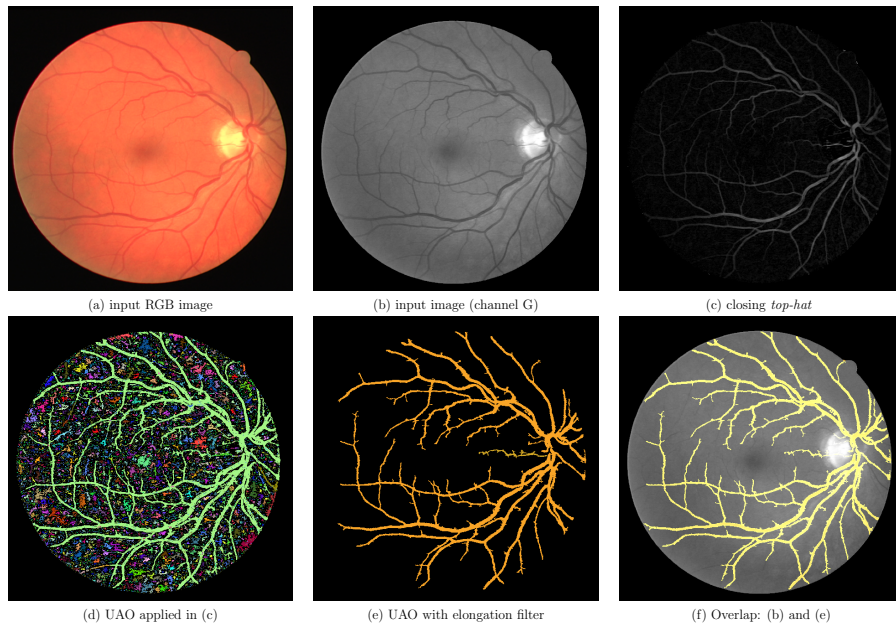 (a) input RGB image
(b) input image (channel G)
(c) closing top-hat
(d) UAO applied in (c)
(e) UAO with elongation filter
(f) Overlap: (b) and (e)